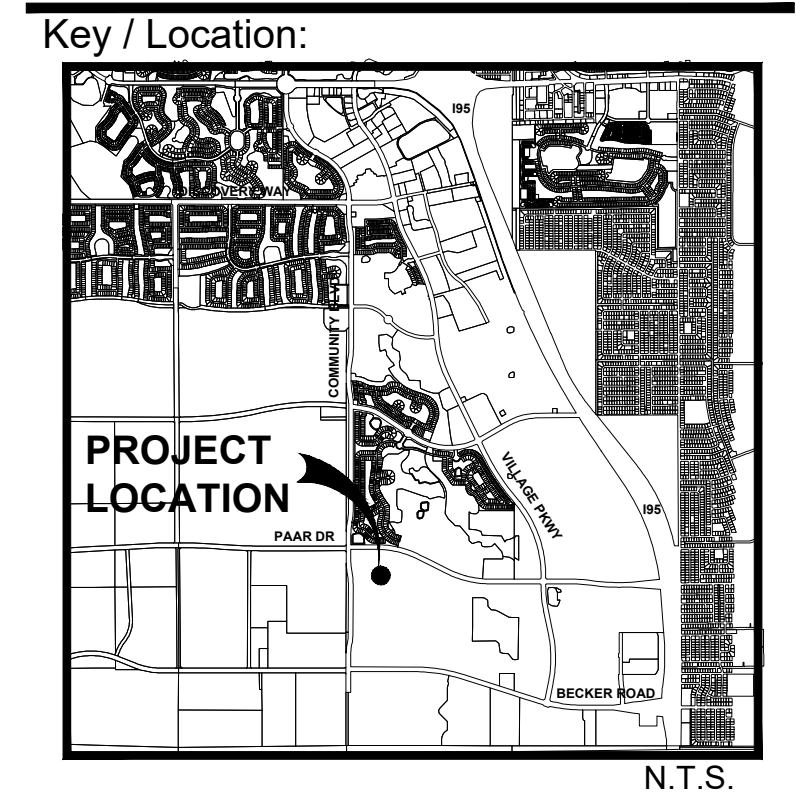 Key / Location:
I95
COMMUNITY BLVD
PROJECT
LOCATION
VILLAGE PKWY
I95
PAAR DR
BECKER ROAD
N.T.S.